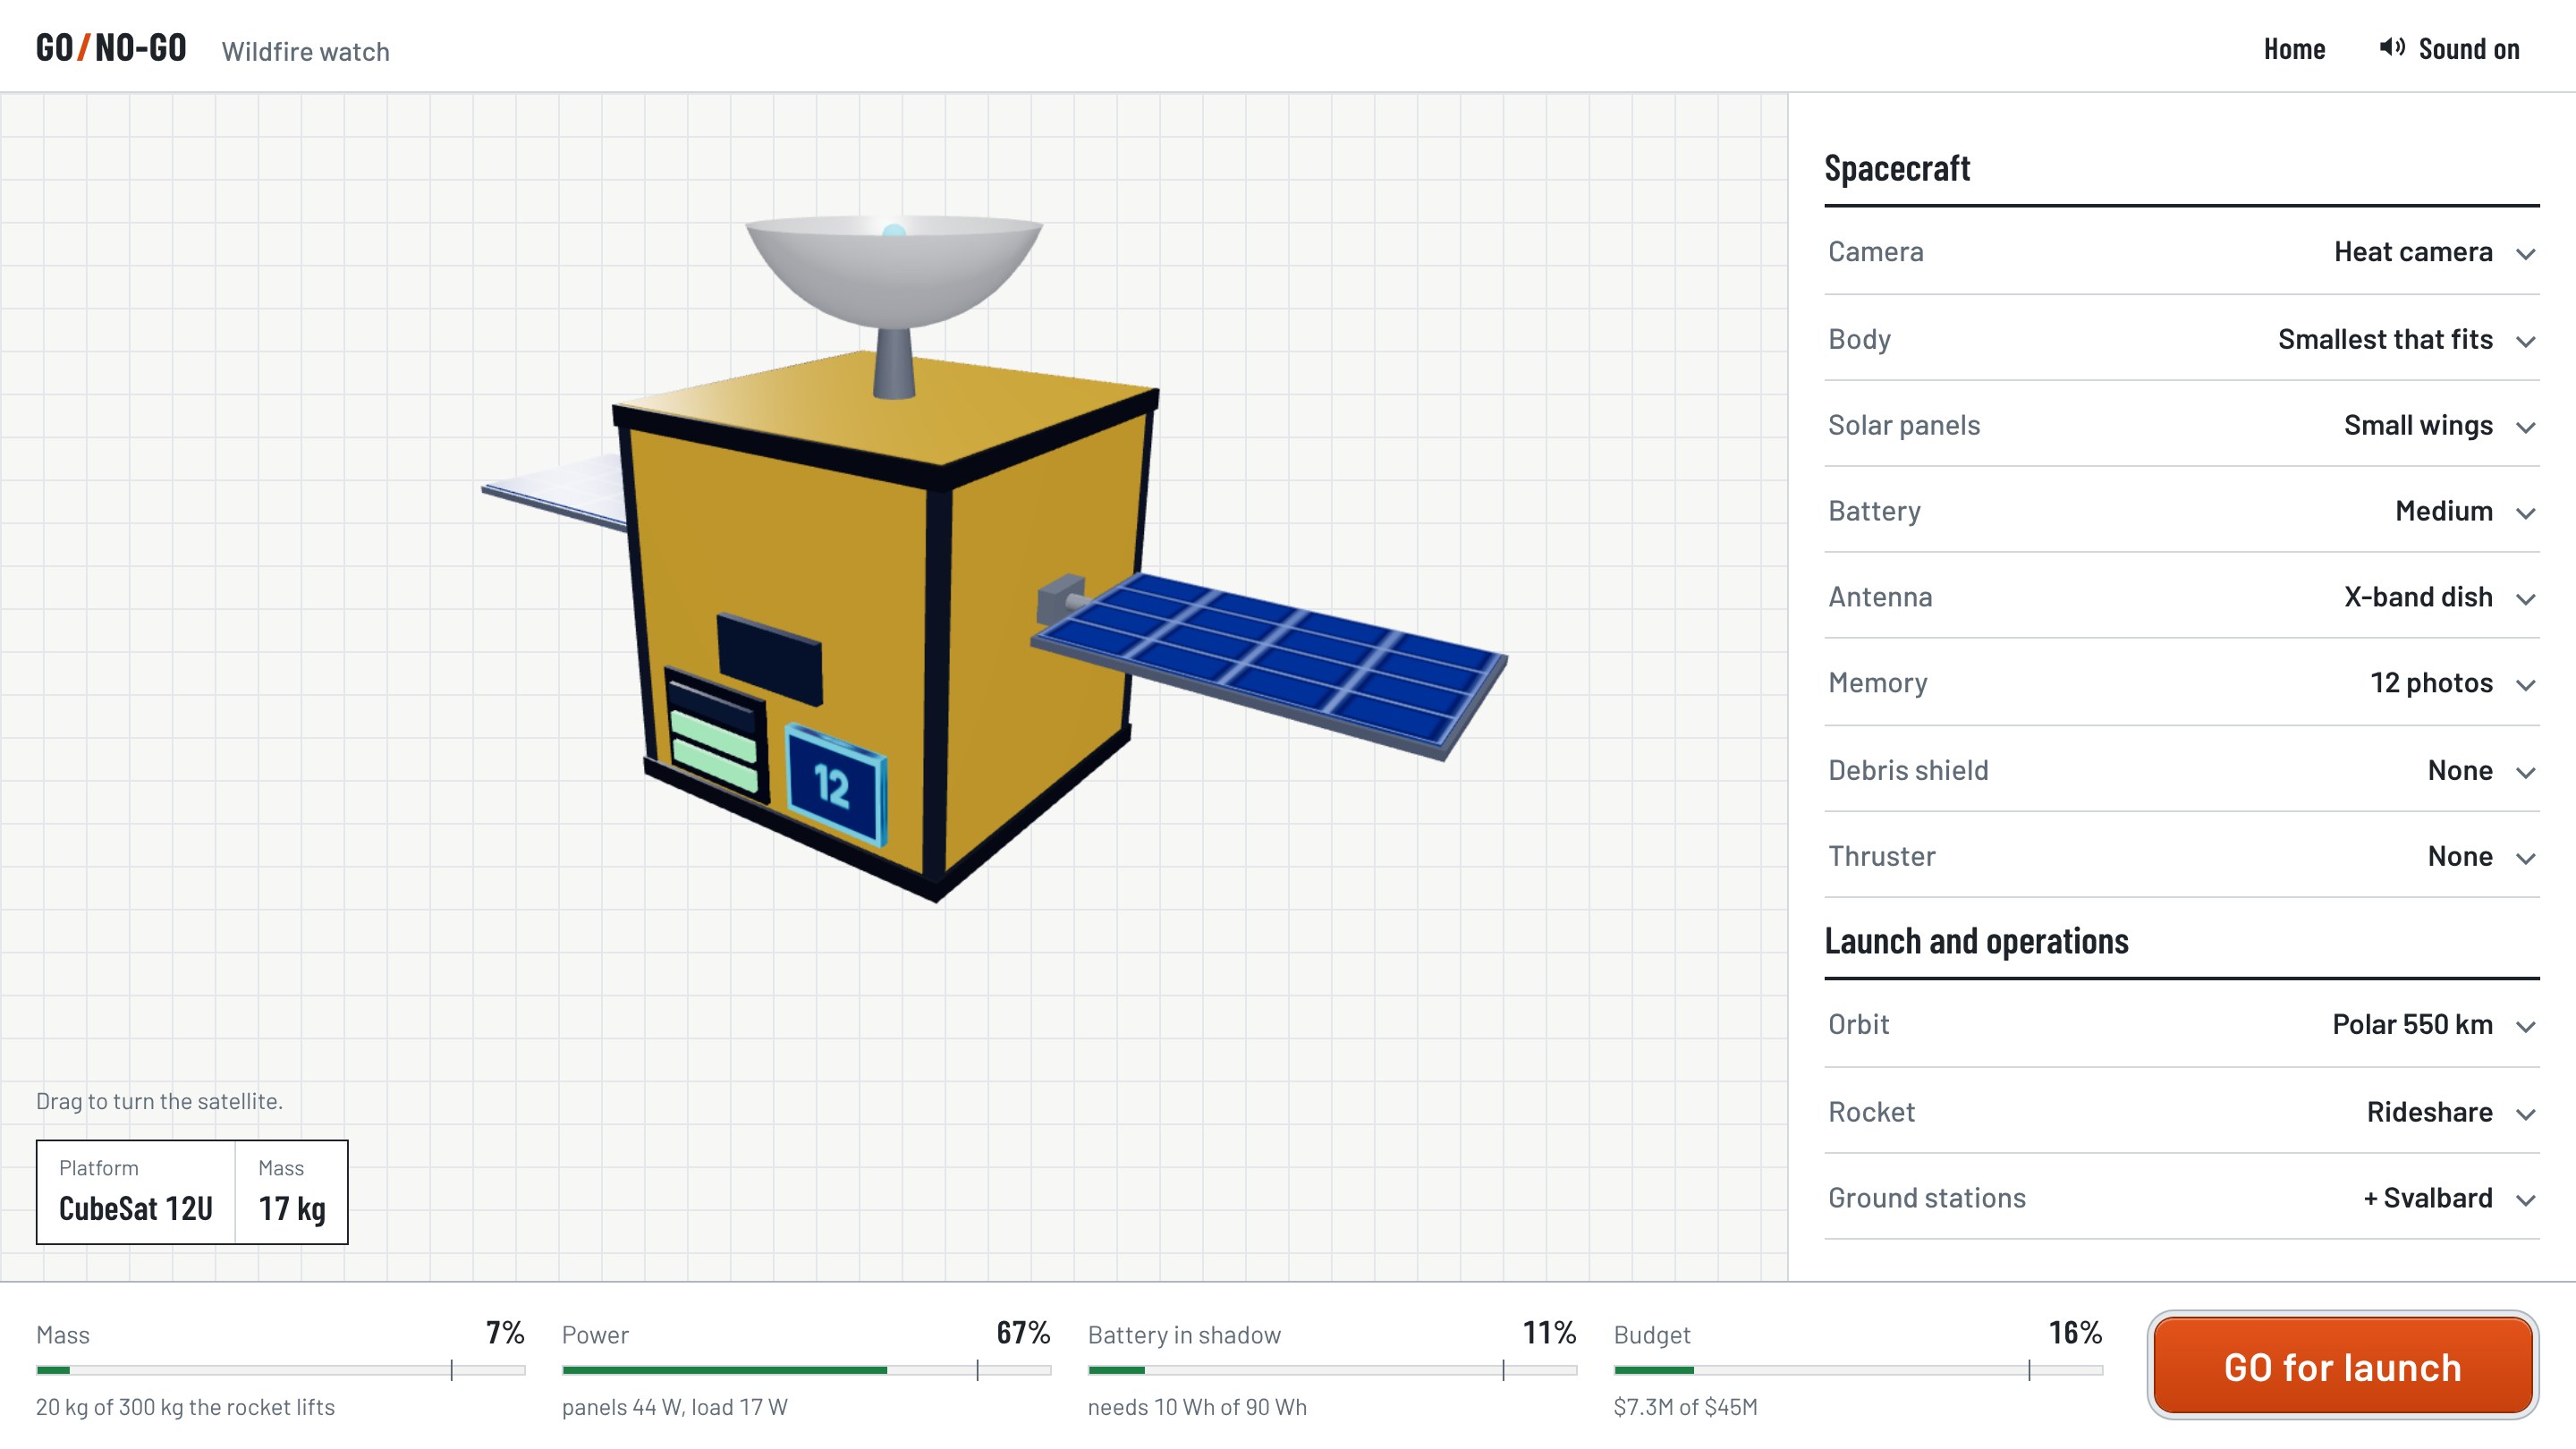 GO/NO-GO Wildfire watch
Home Sound on
12
Drag to turn the satellite.
Platform Mass
CubeSat 12U 17 kg
Spacecraft
Camera Heat camera
Body Smallest that fits
Solar panels Small wings
Battery Medium
Antenna X-band dish
Memory 12 photos
Debris shield None
Thruster None
Launch and operations
Orbit Polar 550 km
Rocket Rideshare
Ground stations + Svalbard
Mass 7%
20 kg of 300 kg the rocket lifts
Power 67%
panels 44 W, load 17 W
Battery in shadow 11%
needs 10 Wh of 90 Wh
Budget 16%
$7.3M of $45M
GO for launch